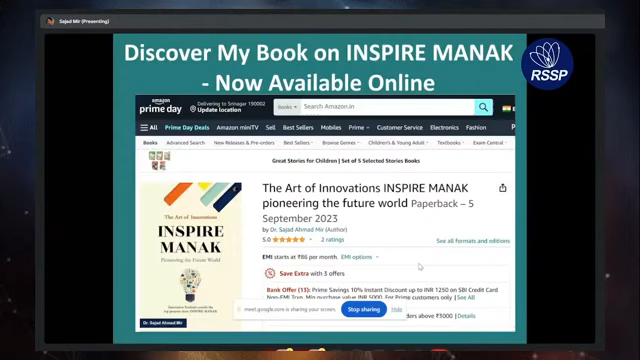 Sajad Mir (Presenting)
Discover My Book on INSPIRE MANAK
- Now Available Online
RSSP
amazon
prime day
Delivering to Srinagar 190002
Update location
Books
Search Amazon.in
All Prime Day Deals Amazon miniTV Sell Best Sellers Mobiles Prime Customer Service Electronics Fashion
Books Advanced Search New Releases & Pre-orders Best Sellers Browse Genres Children's & Young Adult Textbooks Exam Central
Great Stories for Children | Set of 5 Selected Stories Books
The Art of Innovations INSPIRE MANAK
pioneering the future world Paperback – 5
September 2023
by Dr. Sajad Ahmad Mir (Author)
5.0 2 ratings
See all formats and editions
EMI starts at ₹86 per month. EMI options
Save Extra with 3 offers
Bank Offer (13): Prime Savings 10% Instant Discount up to INR 1250 on SBI Credit Card
Non-EMI Trxn. Min purchase value INR 5000. For Prime customers only | See All
orders above ₹3000 | Details
The Art of Innovations
INSPIRE
MANAK
Pioneering the Future World
Dr. Sajad Ahmad Mir
meet.google.com is sharing your screen.
Stop sharing
Hide